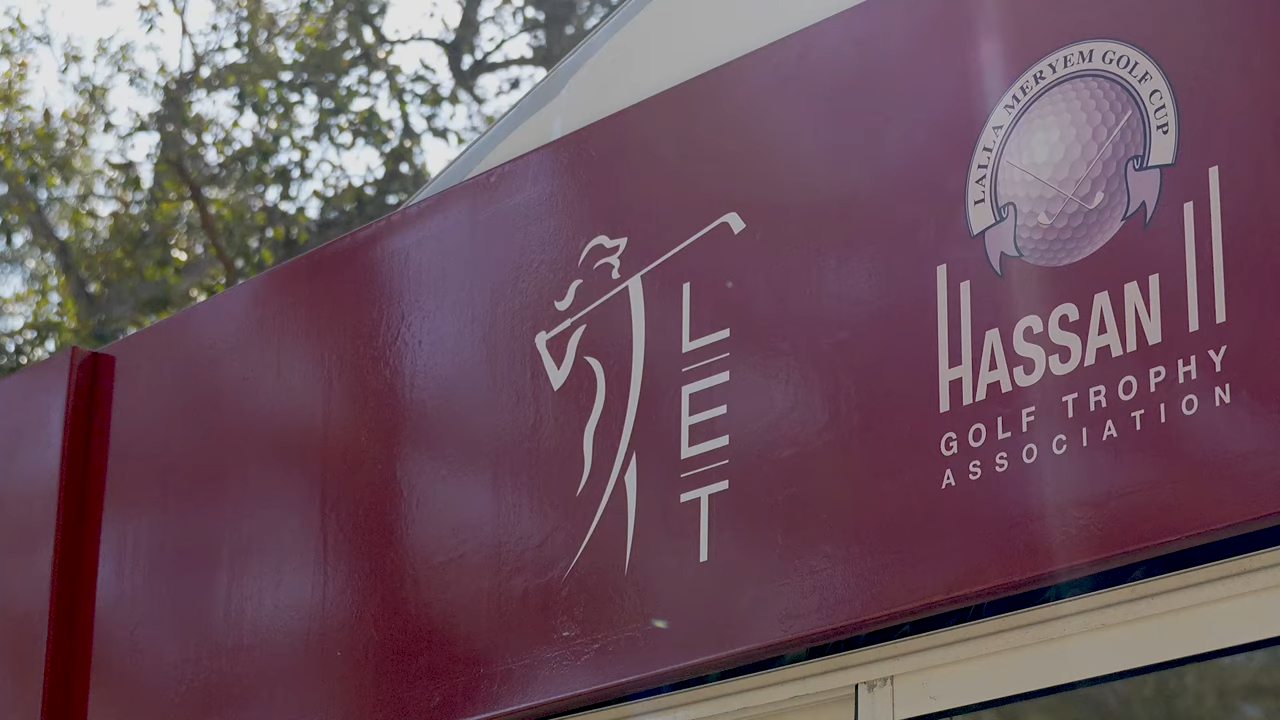 LET
LALLA MERYEM GOLF CUP
HASSAN II
GOLF TROPHY
ASSOCIATION